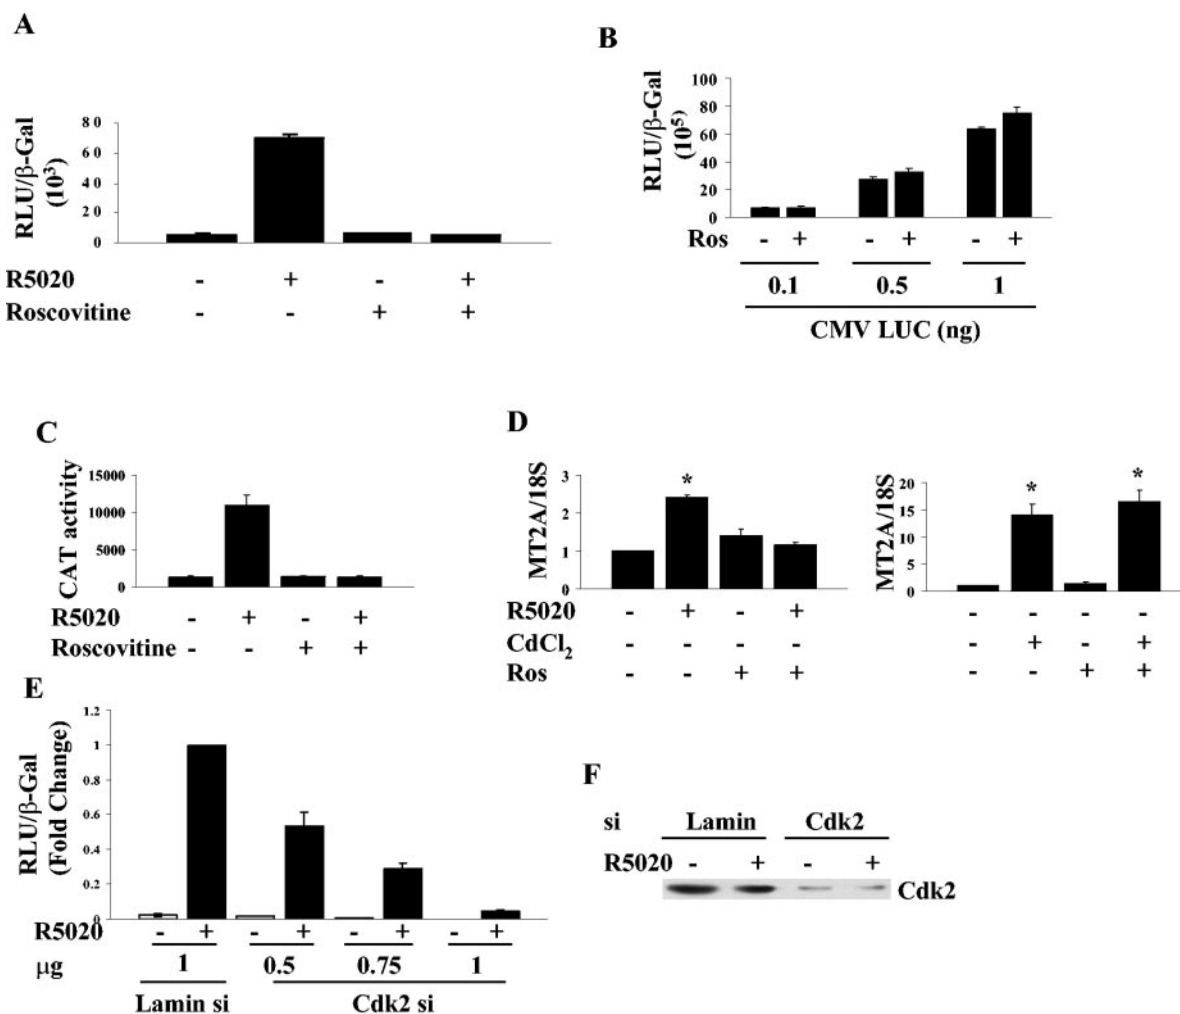 A
RLU/β-Gal
(10³)
80
60
40
20
0
R5020 - + - +
Roscovitine - - + +
B
RLU/β-Gal
(10⁵)
100
80
60
40
20
0
Ros - + - + - +
0.1 0.5 1
CMV LUC (ng)
C
CAT activity
15000
10000
5000
0
R5020 - + - +
Roscovitine - - + +
D
MT2A/18S
3
2
1
0
*
R5020 - + - +
CdCl₂ - - - -
Ros - - + +
MT2A/18S
20
15
10
5
0
* *
- - - -
- + - +
- - + +
E
RLU/β-Gal
(Fold Change)
1.2
1
0.8
0.6
0.4
0.2
0
R5020 - + - + - + - +
µg 1 0.5 0.75 1
Lamin si Cdk2 si
F
si Lamin Cdk2
R5020 - + - +
Cdk2